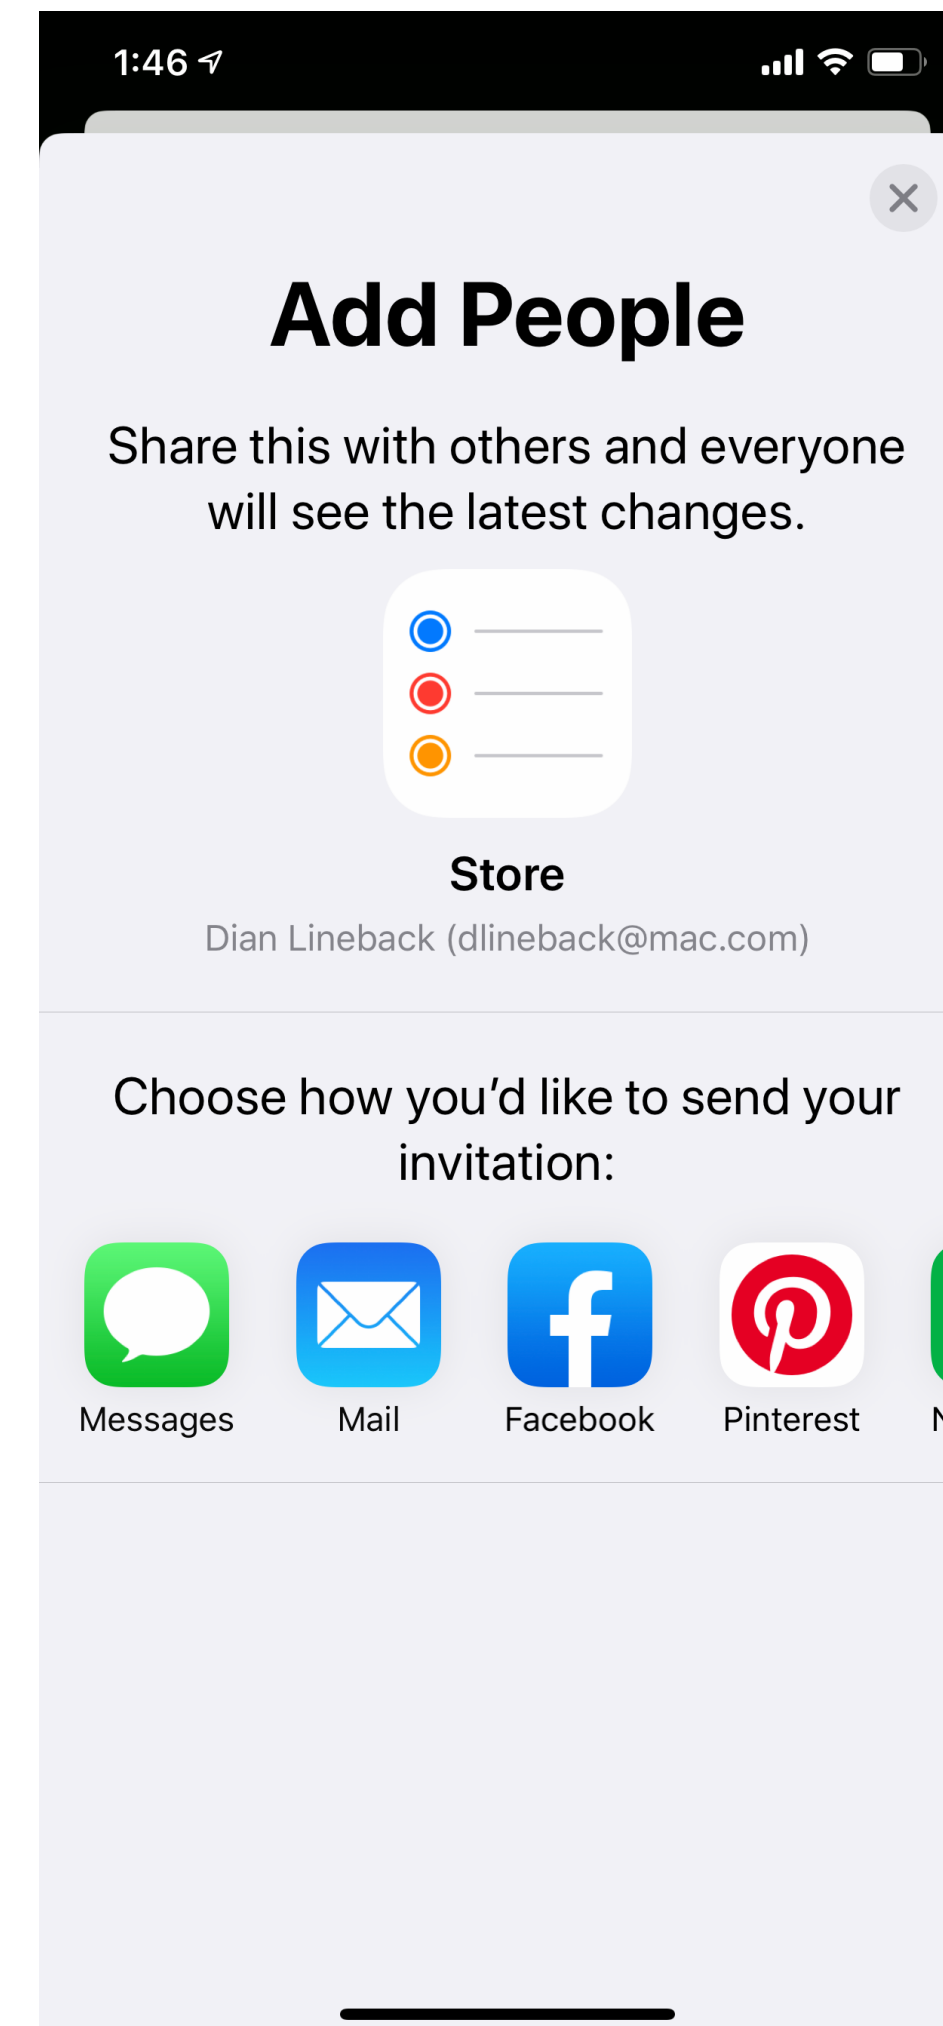 1:46
Add People
Share this with others and everyone
will see the latest changes.
Store
Dian Lineback (dlineback@mac.com)
Choose how you’d like to send your
invitation:
Messages Mail Facebook Pinterest